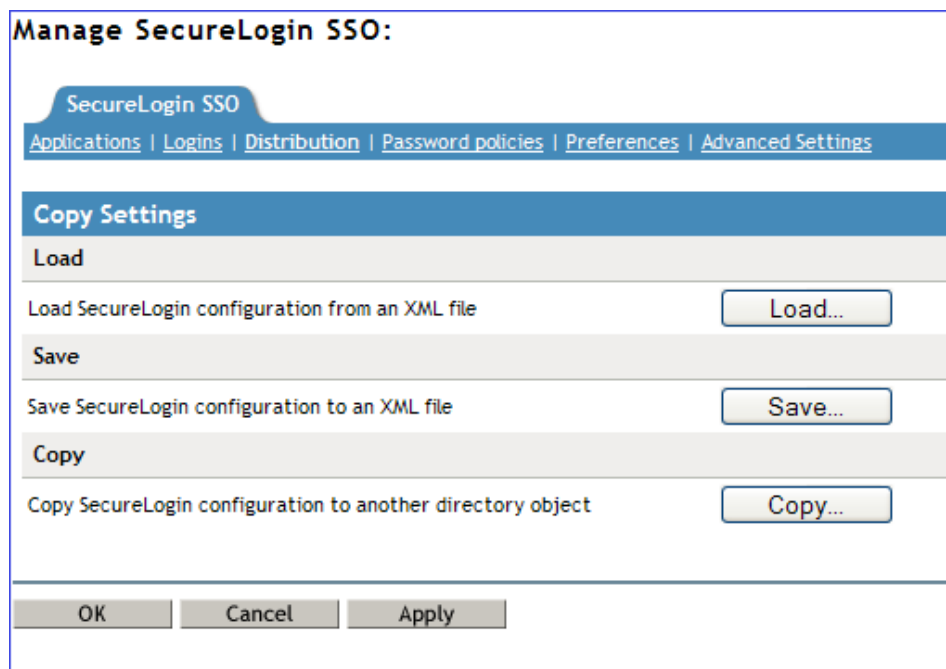 Manage SecureLogin SSO:
SecureLogin SSO
Applications | Logins | Distribution | Password policies | Preferences | Advanced Settings
Copy Settings
Load
Load SecureLogin configuration from an XML file Load...
Save
Save SecureLogin configuration to an XML file Save...
Copy
Copy SecureLogin configuration to another directory object Copy...
OK Cancel Apply